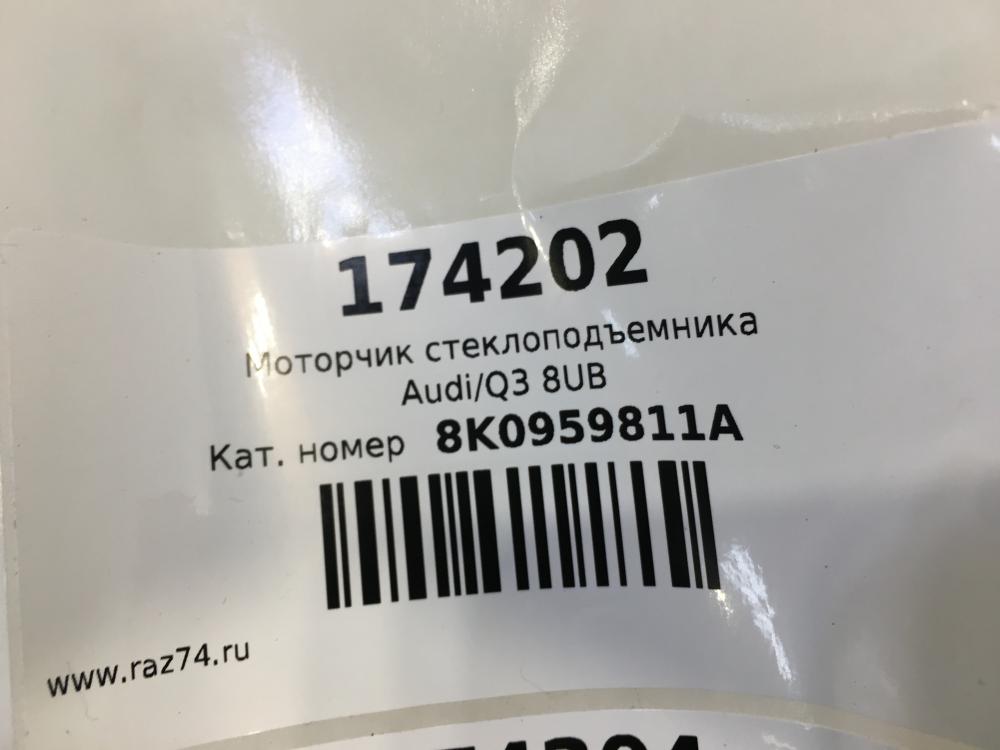 174202
Моторчик стеклоподъемника
Audi/Q3 8UB
Кат. номер 8K0959811A
www.raz74.ru